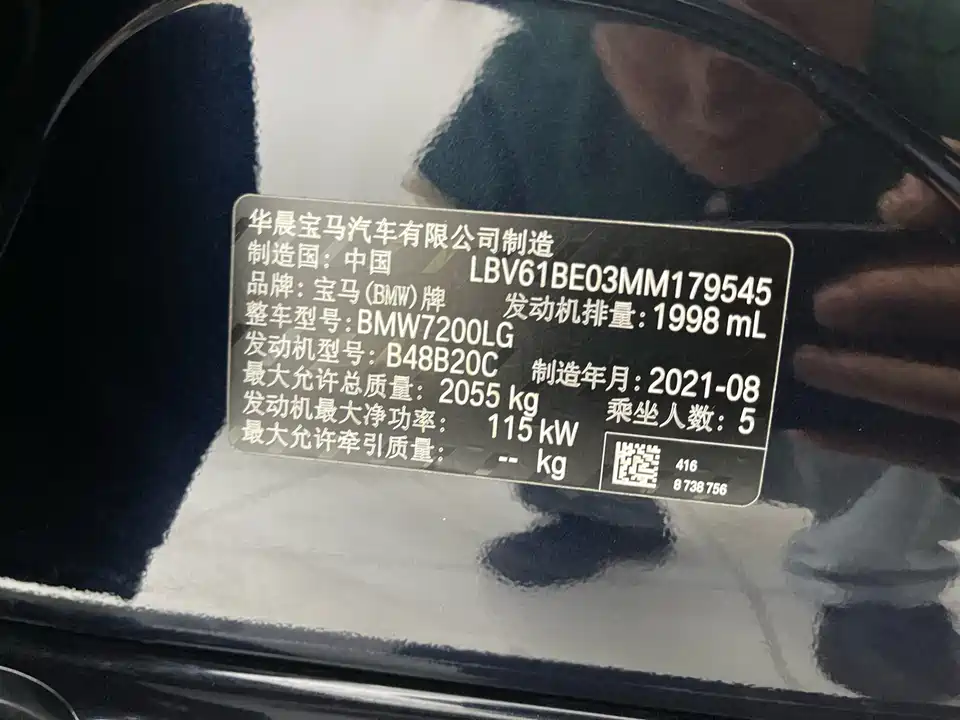 华晨宝马汽车有限公司制造
制造国：中国
LBV61BE03MM179545
品牌：宝马(BMW)牌
发动机排量：1998 mL
整车型号：BMW7200LG
发动机型号：B48B20C
制造年月：2021-08
最大允许总质量：2055 kg
乘坐人数：5
发动机最大净功率：115 kW
最大允许牵引质量：-- kg
416
8 738 756